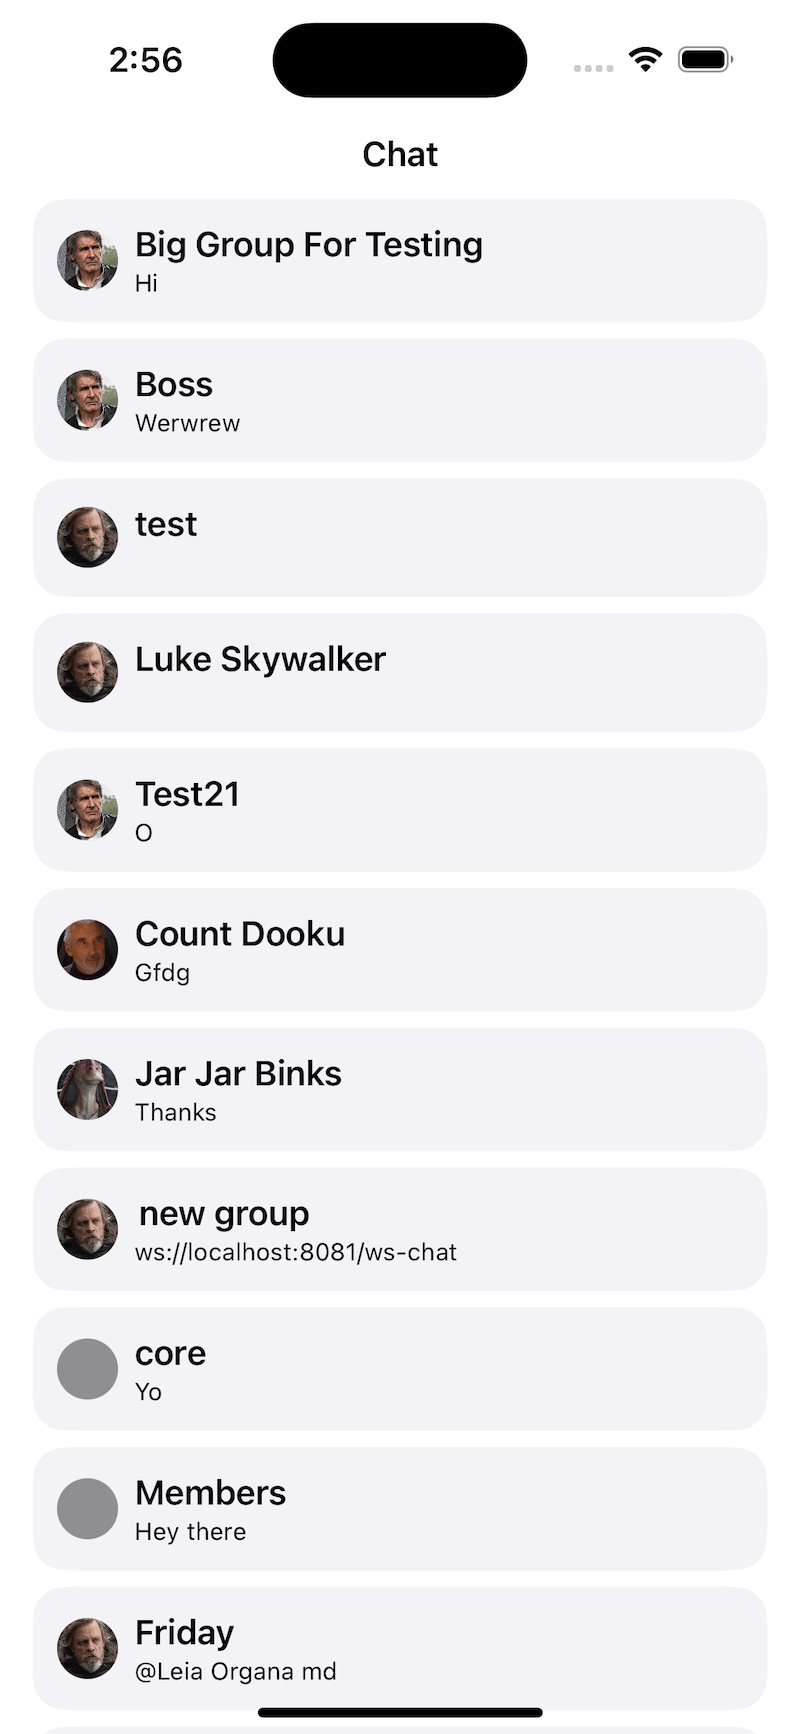 2:56
Chat
Big Group For Testing
Hi
Boss
Werwrew
test
Luke Skywalker
Test21
O
Count Dooku
Gfdg
Jar Jar Binks
Thanks
new group
ws://localhost:8081/ws-chat
core
Yo
Members
Hey there
Friday
@Leia Organa md